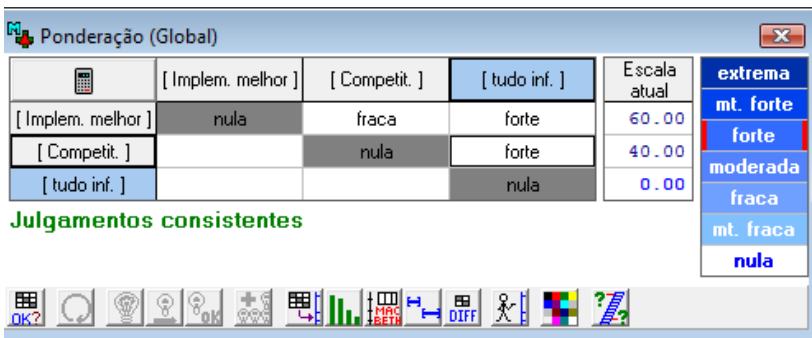 Ponderação (Global)
[ Implem. melhor ] [ Competit. ] [ tudo inf. ] Escala atual
[ Implem. melhor ] nula fraca forte 60.00
[ Competit. ] nula forte 40.00
[ tudo inf. ] nula 0.00
extrema
mt. forte
forte
moderada
fraca
mt. fraca
nula
Julgamentos consistentes
OK? OK MAC BETH DIFF ? ?